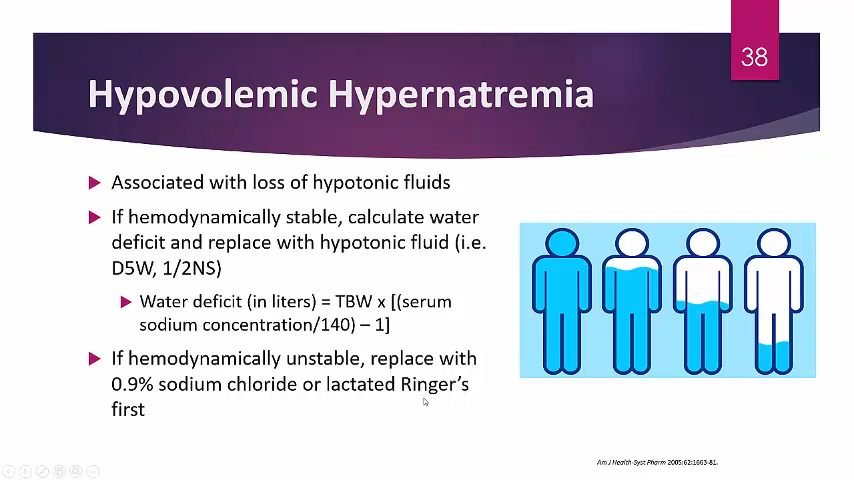 38
Hypovolemic Hypernatremia
Associated with loss of hypotonic fluids
If hemodynamically stable, calculate water
deficit and replace with hypotonic fluid (i.e.
D5W, 1/2NS)
Water deficit (in liters) = TBW x [(serum
sodium concentration/140) – 1]
If hemodynamically unstable, replace with
0.9% sodium chloride or lactated Ringer’s
first
Am J Health-Syst Pharm 2005:62:1663-81.